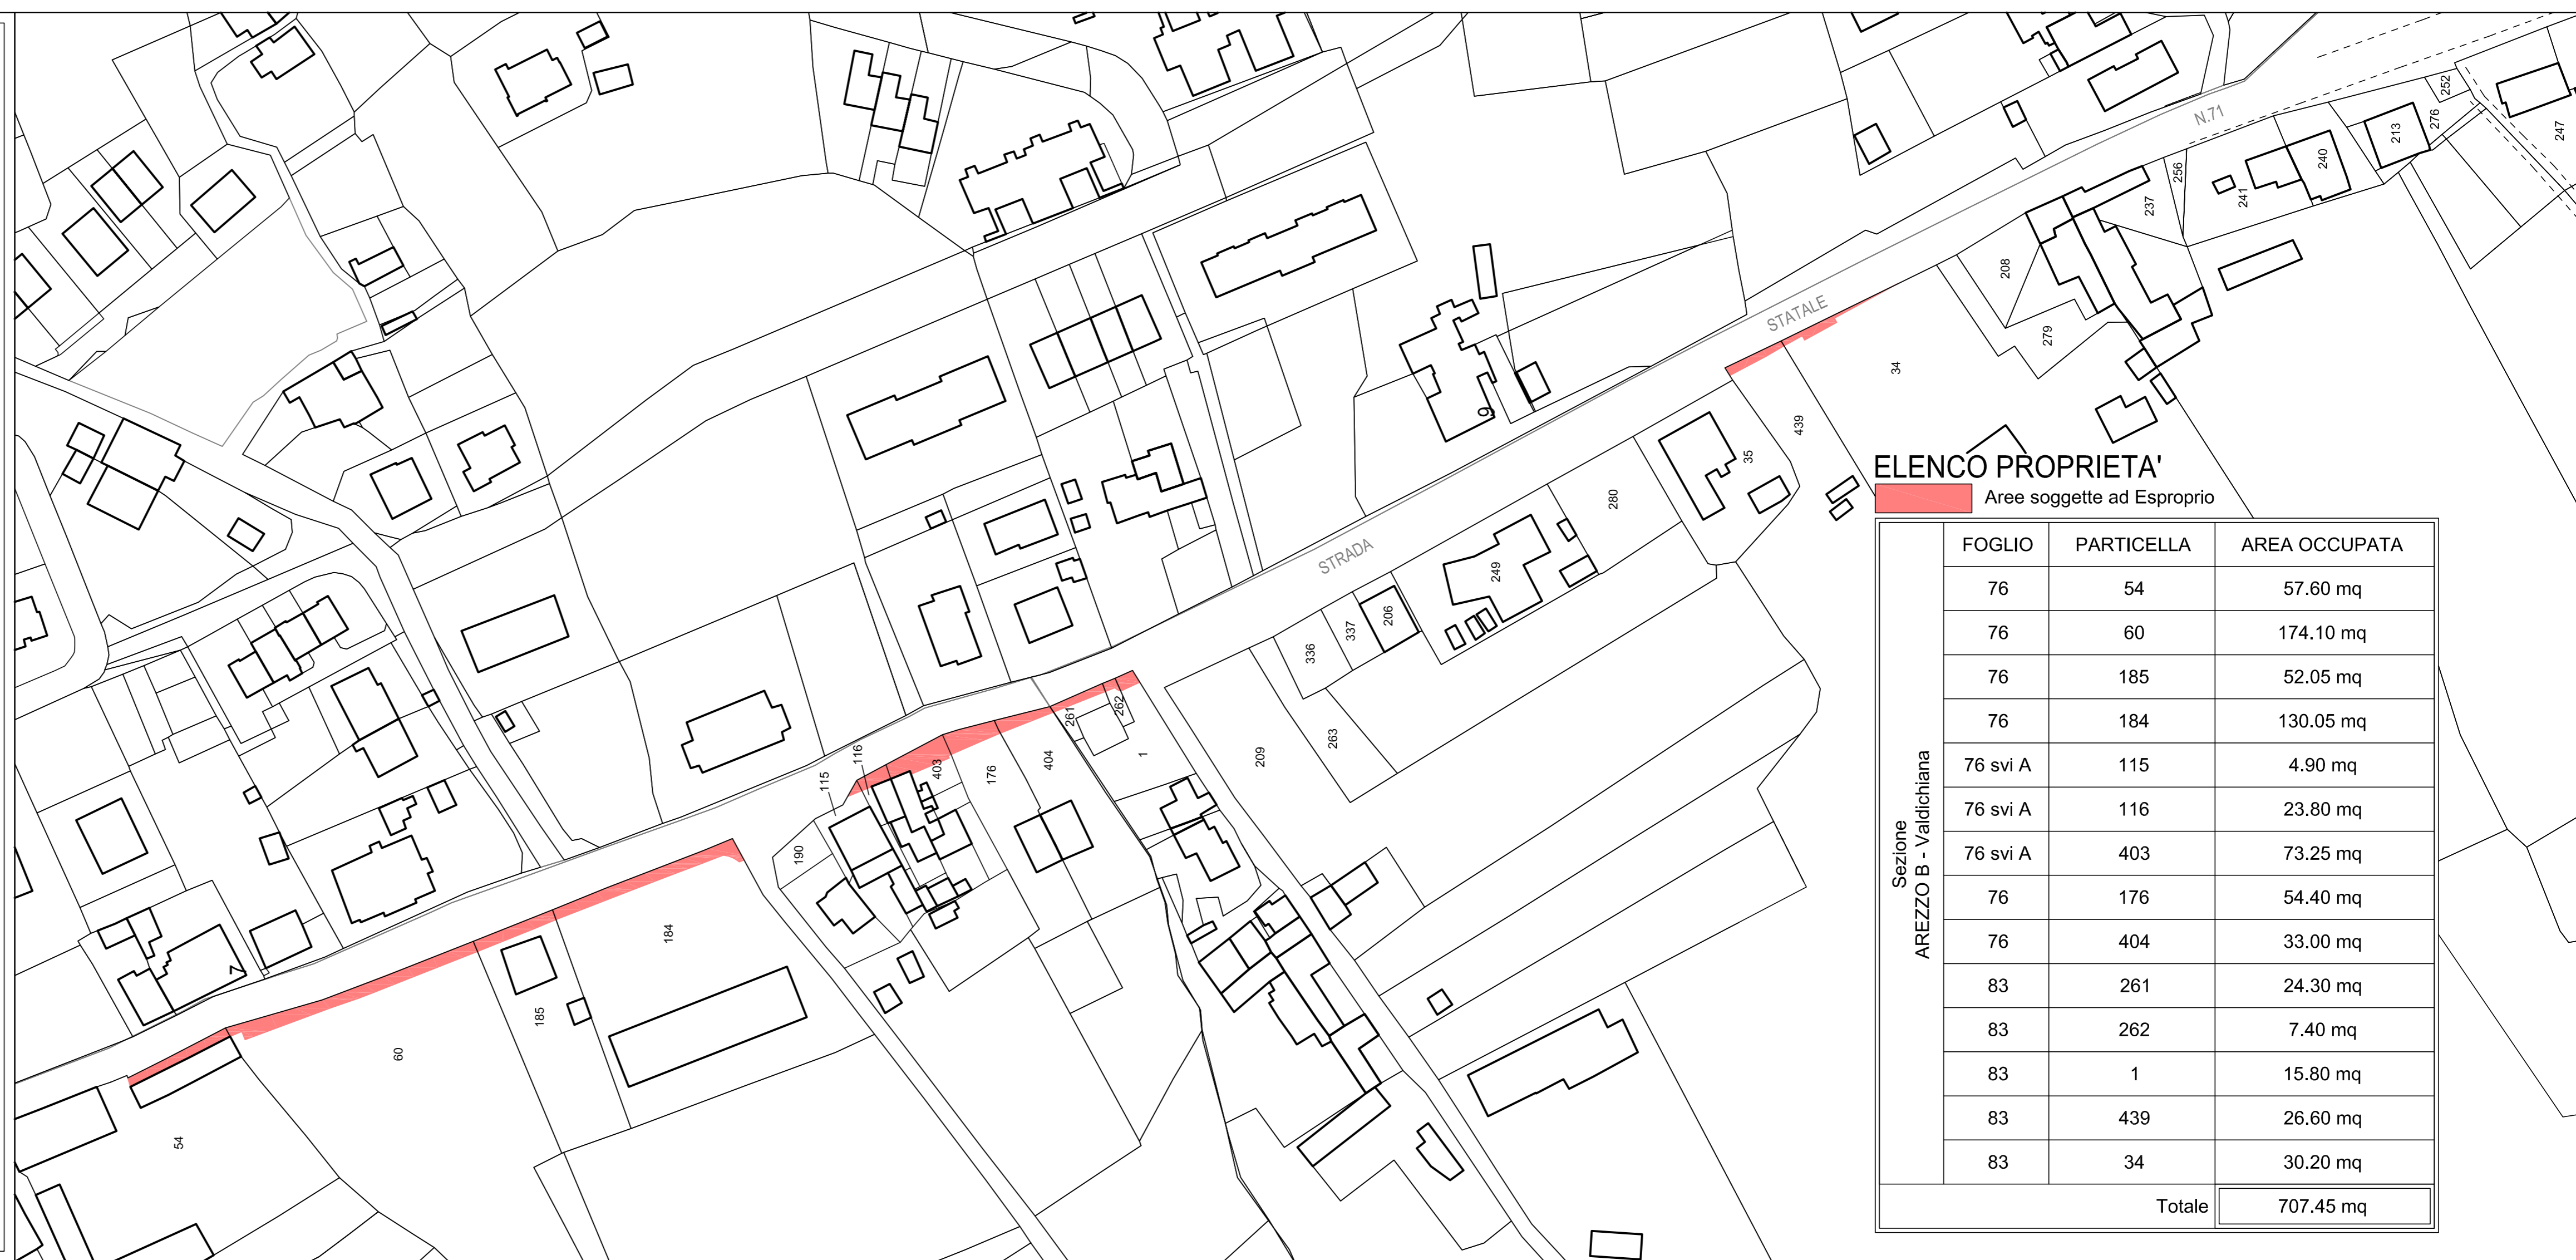 N.71
STATALE
STRADA
252
276
247
213
240
241
256
237
208
279
34
439
35
9
280
249
206
337
336
263
209
262
261
1
404
176
403
116
115
190
184
185
7
60
54
ELENCO PROPRIETA'
Aree soggette ad Esproprio
Sezione
AREZZO B - Valdichiana
FOGLIO PARTICELLA AREA OCCUPATA
76 54 57.60 mq
76 60 174.10 mq
76 185 52.05 mq
76 184 130.05 mq
76 svi A 115 4.90 mq
76 svi A 116 23.80 mq
76 svi A 403 73.25 mq
76 176 54.40 mq
76 404 33.00 mq
83 261 24.30 mq
83 262 7.40 mq
83 1 15.80 mq
83 439 26.60 mq
83 34 30.20 mq
Totale 707.45 mq